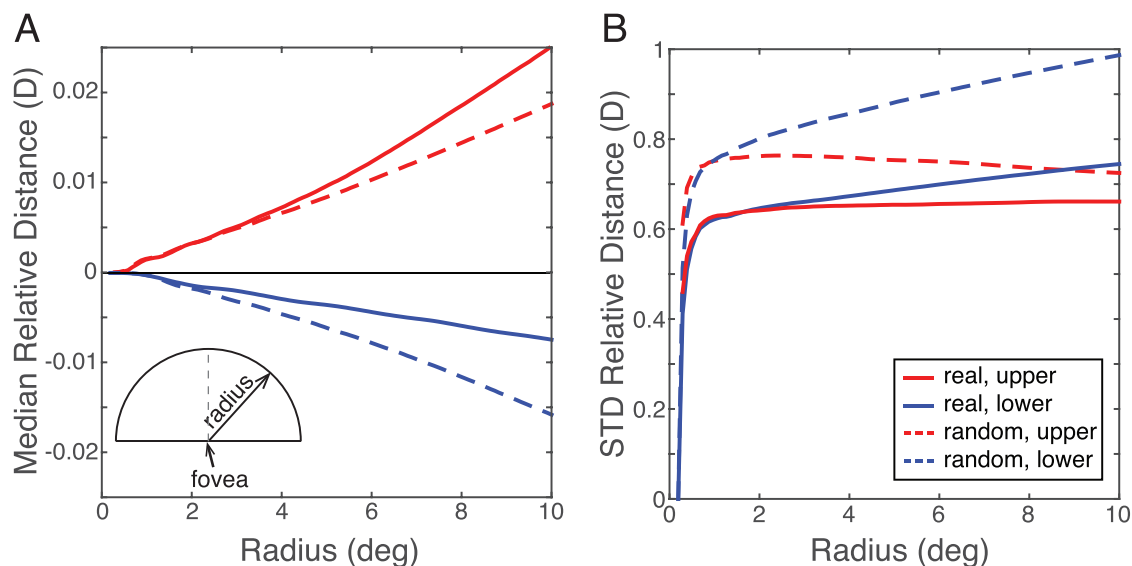 A
Median Relative Distance (D)
0.02
0.01
0
-0.01
-0.02
radius
fovea
0
2
4
6
8
10
Radius (deg)
B
STD Relative Distance (D)
1
0.8
0.6
0.4
0.2
0
real, upper
real, lower
random, upper
random, lower
0
2
4
6
8
10
Radius (deg)